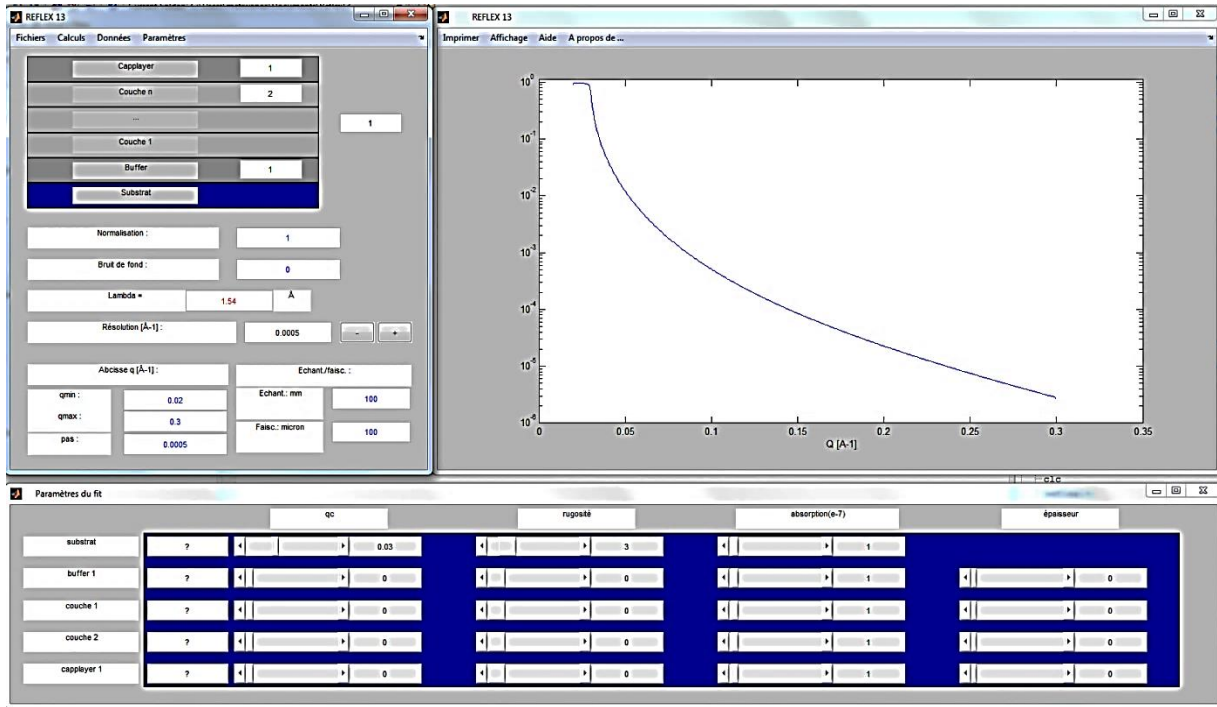 REFLEX 13
Fichiers Calculs Données Paramètres
Capplayer 1
Couche n 2
...
1
Couche 1
Buffer 1
Substrat
Normalisation : 1
Bruit de fond : 0
Lambda = 1.54 Å
Résolution [Å-1] : 0.0005 - +
Abcisse q [Å-1] : Echant./faisc. :
qmin : 0.02 Echant.: mm 100
qmax : 0.3 Faisc.: micron 100
pas : 0.0005
REFLEX 13
Imprimer Affichage Aide A propos de ...
10^0
10^-1
10^-2
10^-3
10^-4
10^-5
10^-6
0 0.05 0.1 0.15 0.2 0.25 0.3 0.35
Q [A-1]
clc
Paramètres du fit
qc rugosité absorption(e-7) épaisseur
substrat ? 0.03 3 1
buffer 1 ? 0 0 1 0
couche 1 ? 0 0 1 0
couche 2 ? 0 0 1 0
capplayer 1 ? 0 0 1 0